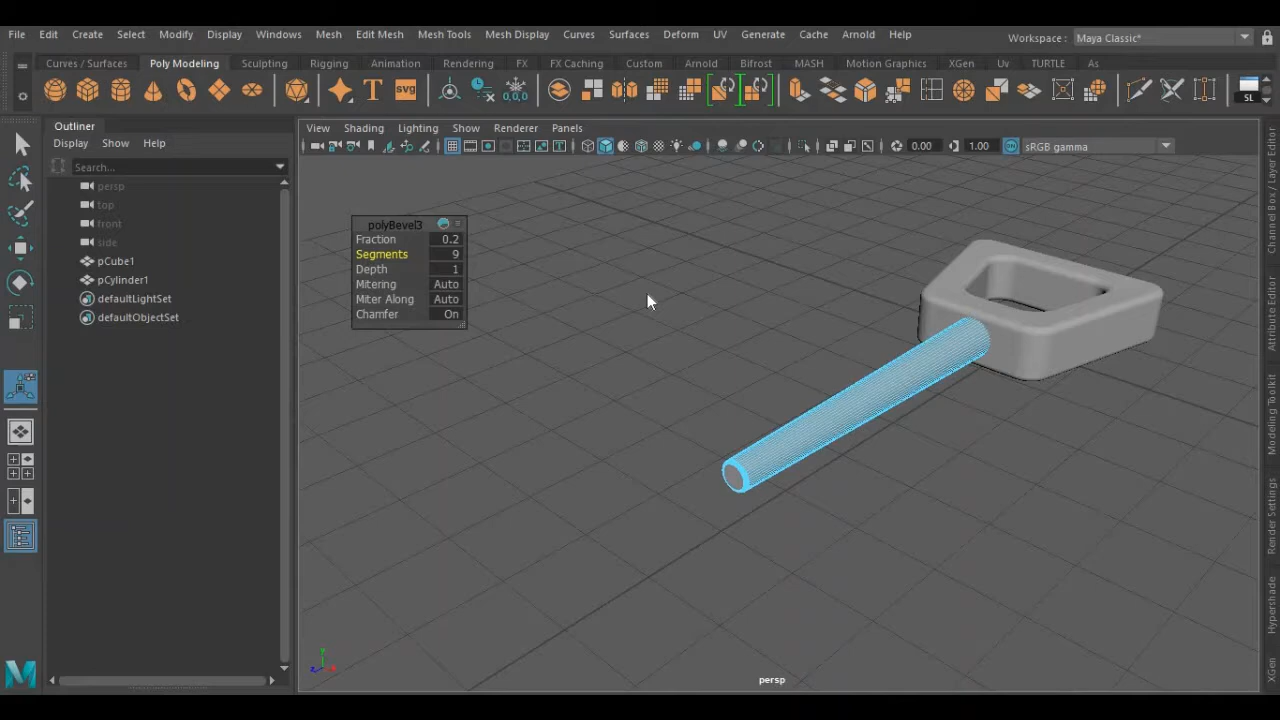 File Edit Create Select Modify Display Windows Mesh Edit Mesh Mesh Tools Mesh Display Curves Surfaces Deform UV Generate Cache Arnold Help Workspace : Maya Classic*
Curves / Surfaces Poly Modeling Sculpting Rigging Animation Rendering FX FX Caching Custom Arnold Bifrost MASH Motion Graphics XGen Uv TURTLE As
T SVG 0,0,0 SL
Outliner
Display Show Help
Search...
persp
top
front
side
pCube1
pCylinder1
defaultLightSet
defaultObjectSet
View Shading Lighting Show Renderer Panels
0.00 1.00 sRGB gamma
polyBevel3
Fraction 0.2
Segments 9
Depth 1
Mitering Auto
Miter Along Auto
Chamfer On
persp
Channel Box / Layer Editor
Attribute Editor
Modeling Toolkit
Render Settings
Hypershade
XGen